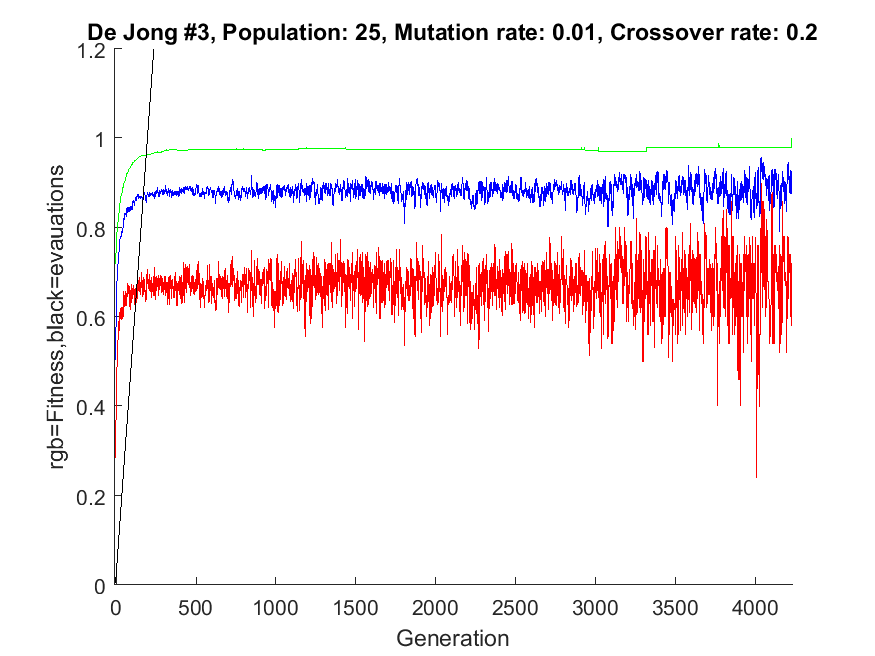 De Jong #3, Population: 25, Mutation rate: 0.01, Crossover rate: 0.2
rgb=Fitness,black=evauations
1.2
1
0.8
0.6
0.4
0.2
0
0 500 1000 1500 2000 2500 3000 3500 4000
Generation